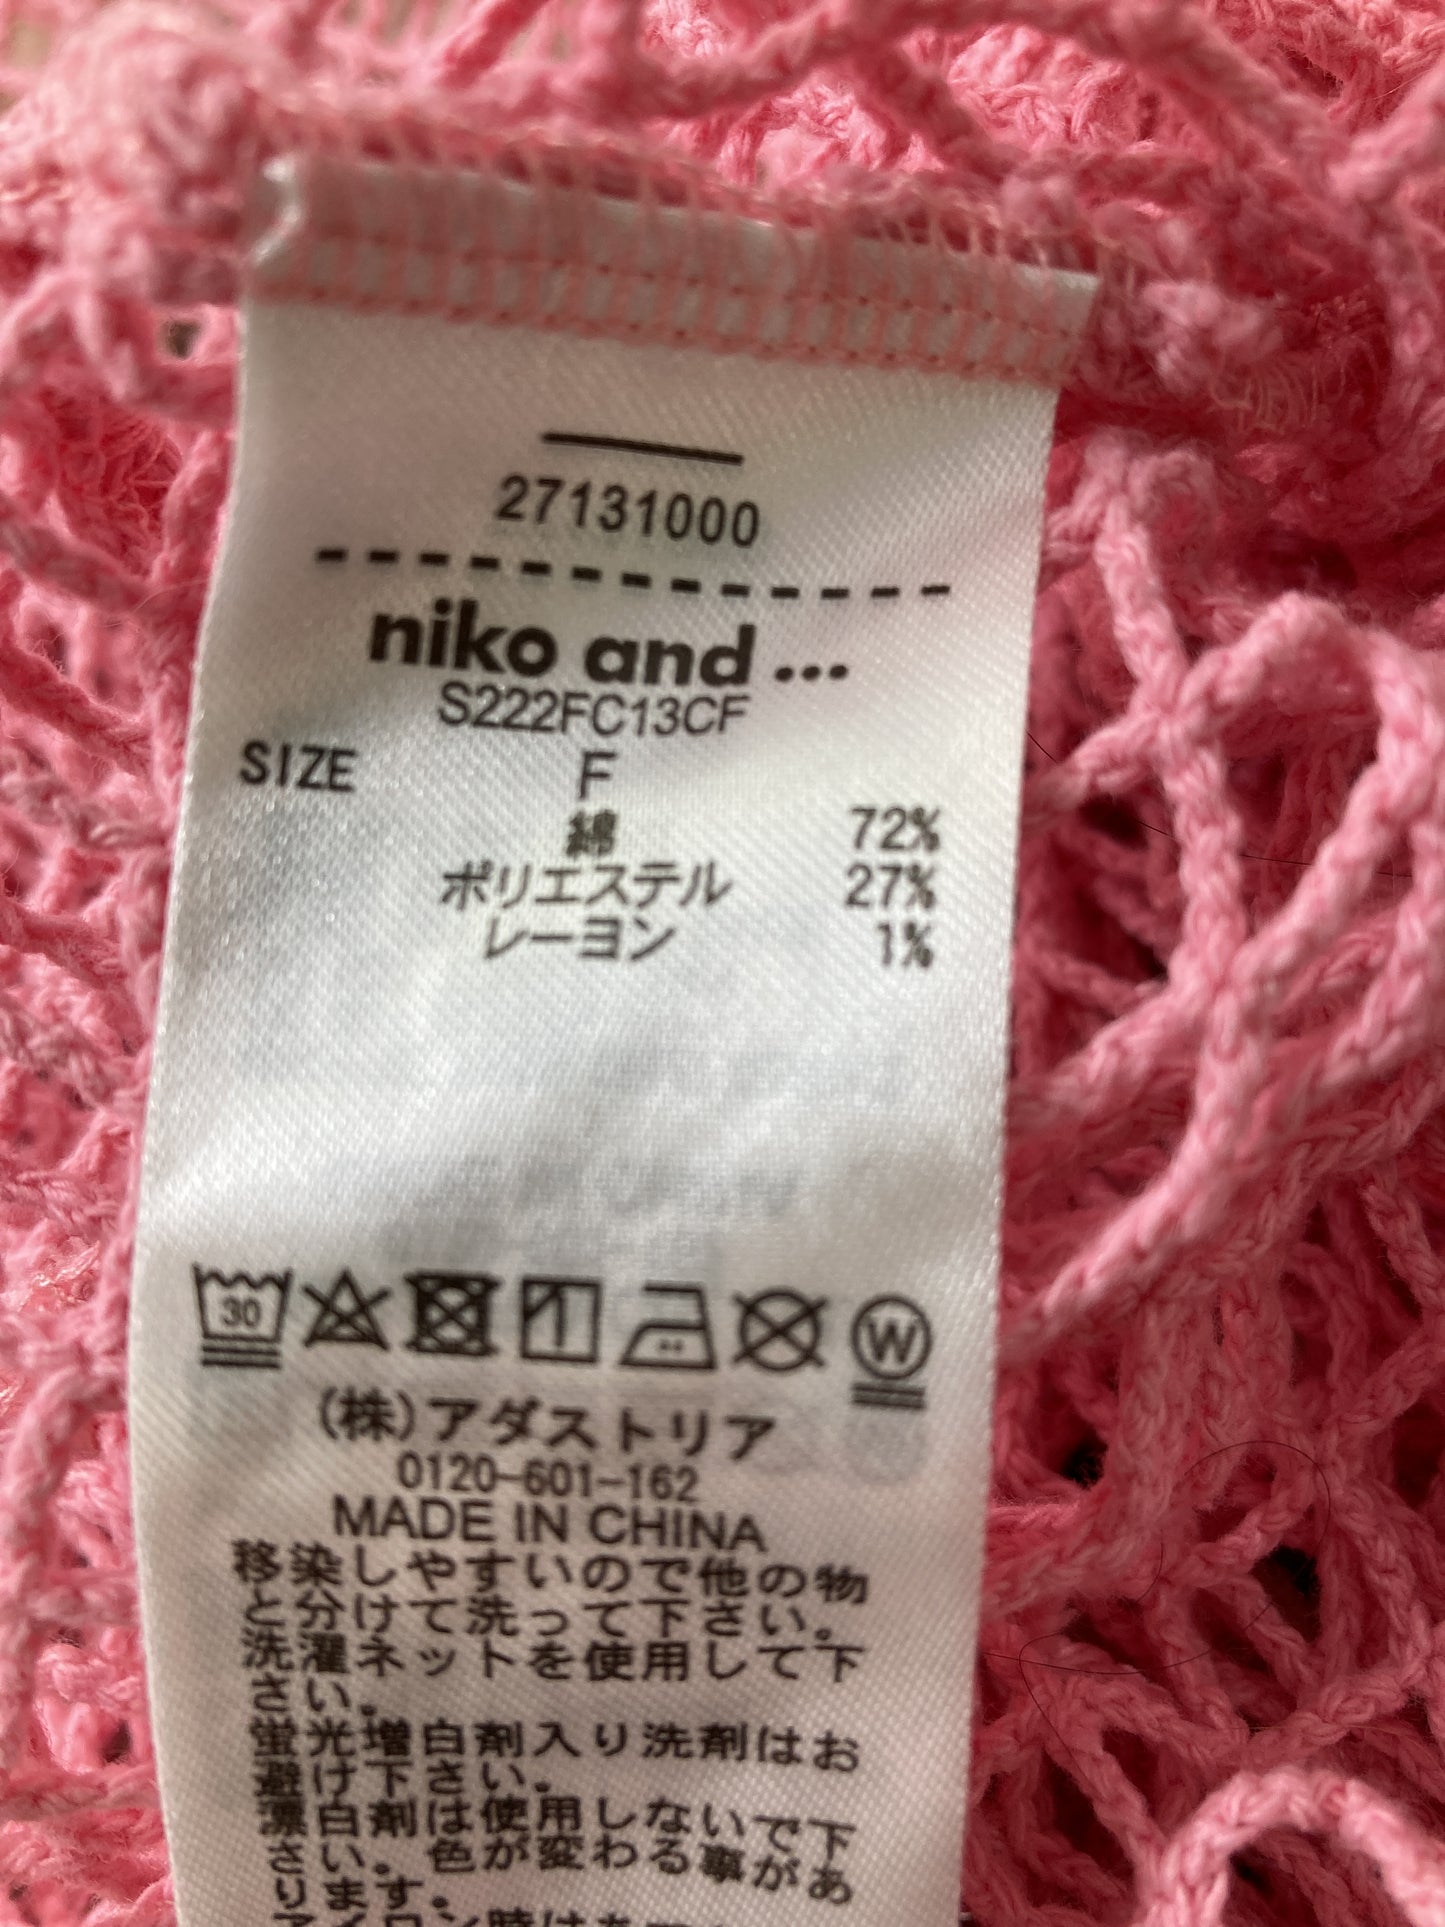 27131000
niko and ...
S222FC13CF
SIZE F
綿 72%
ポリエステル 27%
レーヨン 1%
30 W
(株)アダストリア
0120-601-162
MADE IN CHINA
移染しやすいので他の物
と分けて洗って下さい。
洗濯ネットを使用して下
さい。
蛍光増白剤入り洗剤はお
避け下さい。
漂白剤は使用しないで下
さい。色が変わる事があ
ります。